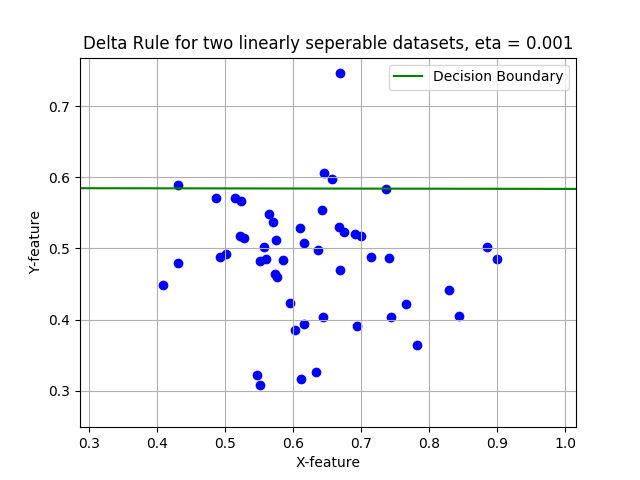 Delta Rule for two linearly seperable datasets, eta = 0.001
Decision Boundary
0.7
0.6
0.5
0.4
0.3
Y-feature
0.3 0.4 0.5 0.6 0.7 0.8 0.9 1.0
X-feature